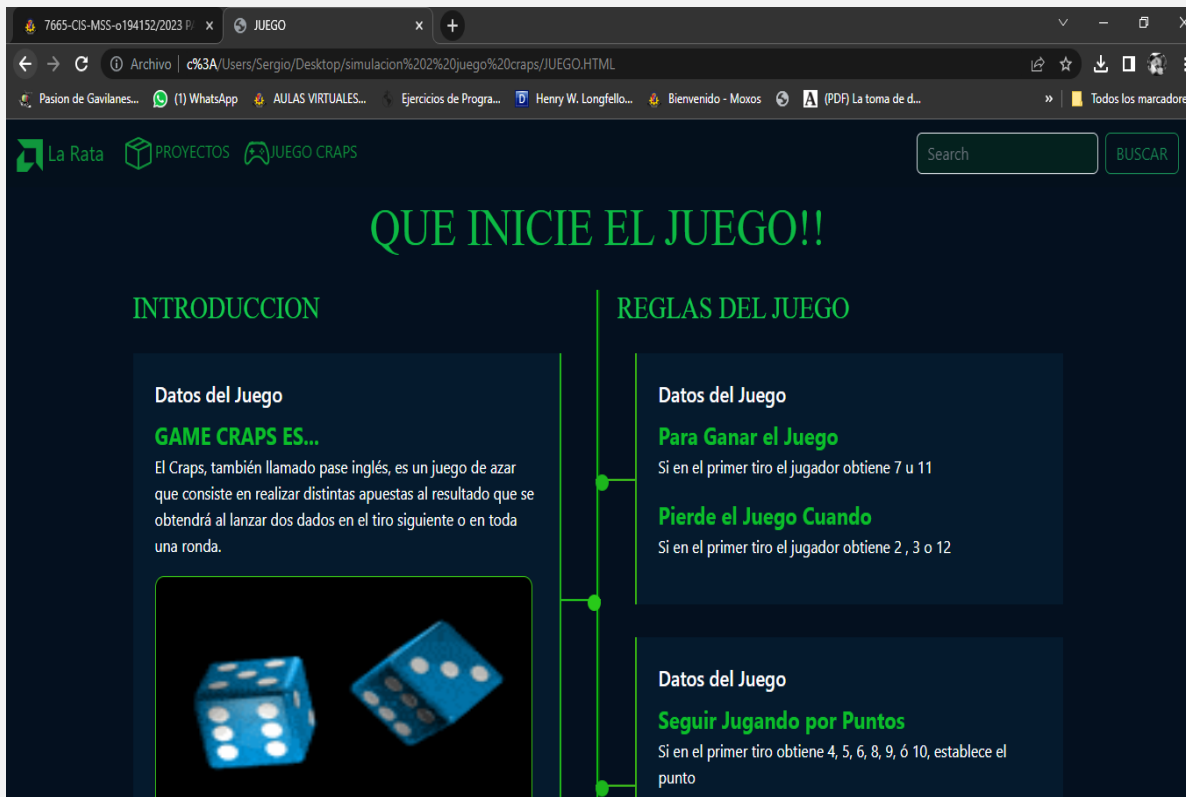 7665-CIS-MSS-o194152/2023 P/
JUEGO
Archivo | c%3A/Users/Sergio/Desktop/simulacion%202%20juego%20craps/JUEGO.HTML
Pasion de Gavilanes...
(1) WhatsApp
AULAS VIRTUALES...
Ejercicios de Progra...
Henry W. Longfello...
Bienvenido - Moxos
(PDF) La toma de d...
»
Todos los marcadore
La Rata
PROYECTOS
JUEGO CRAPS
Search
BUSCAR
QUE INICIE EL JUEGO!!
INTRODUCCION
Datos del Juego
GAME CRAPS ES...
El Craps, también llamado pase inglés, es un juego de azar
que consiste en realizar distintas apuestas al resultado que se
obtendrá al lanzar dos dados en el tiro siguiente o en toda
una ronda.
REGLAS DEL JUEGO
Datos del Juego
Para Ganar el Juego
Si en el primer tiro el jugador obtiene 7 u 11
Pierde el Juego Cuando
Si en el primer tiro el jugador obtiene 2 , 3 o 12
Datos del Juego
Seguir Jugando por Puntos
Si en el primer tiro obtiene 4, 5, 6, 8, 9, ó 10, establece el
punto